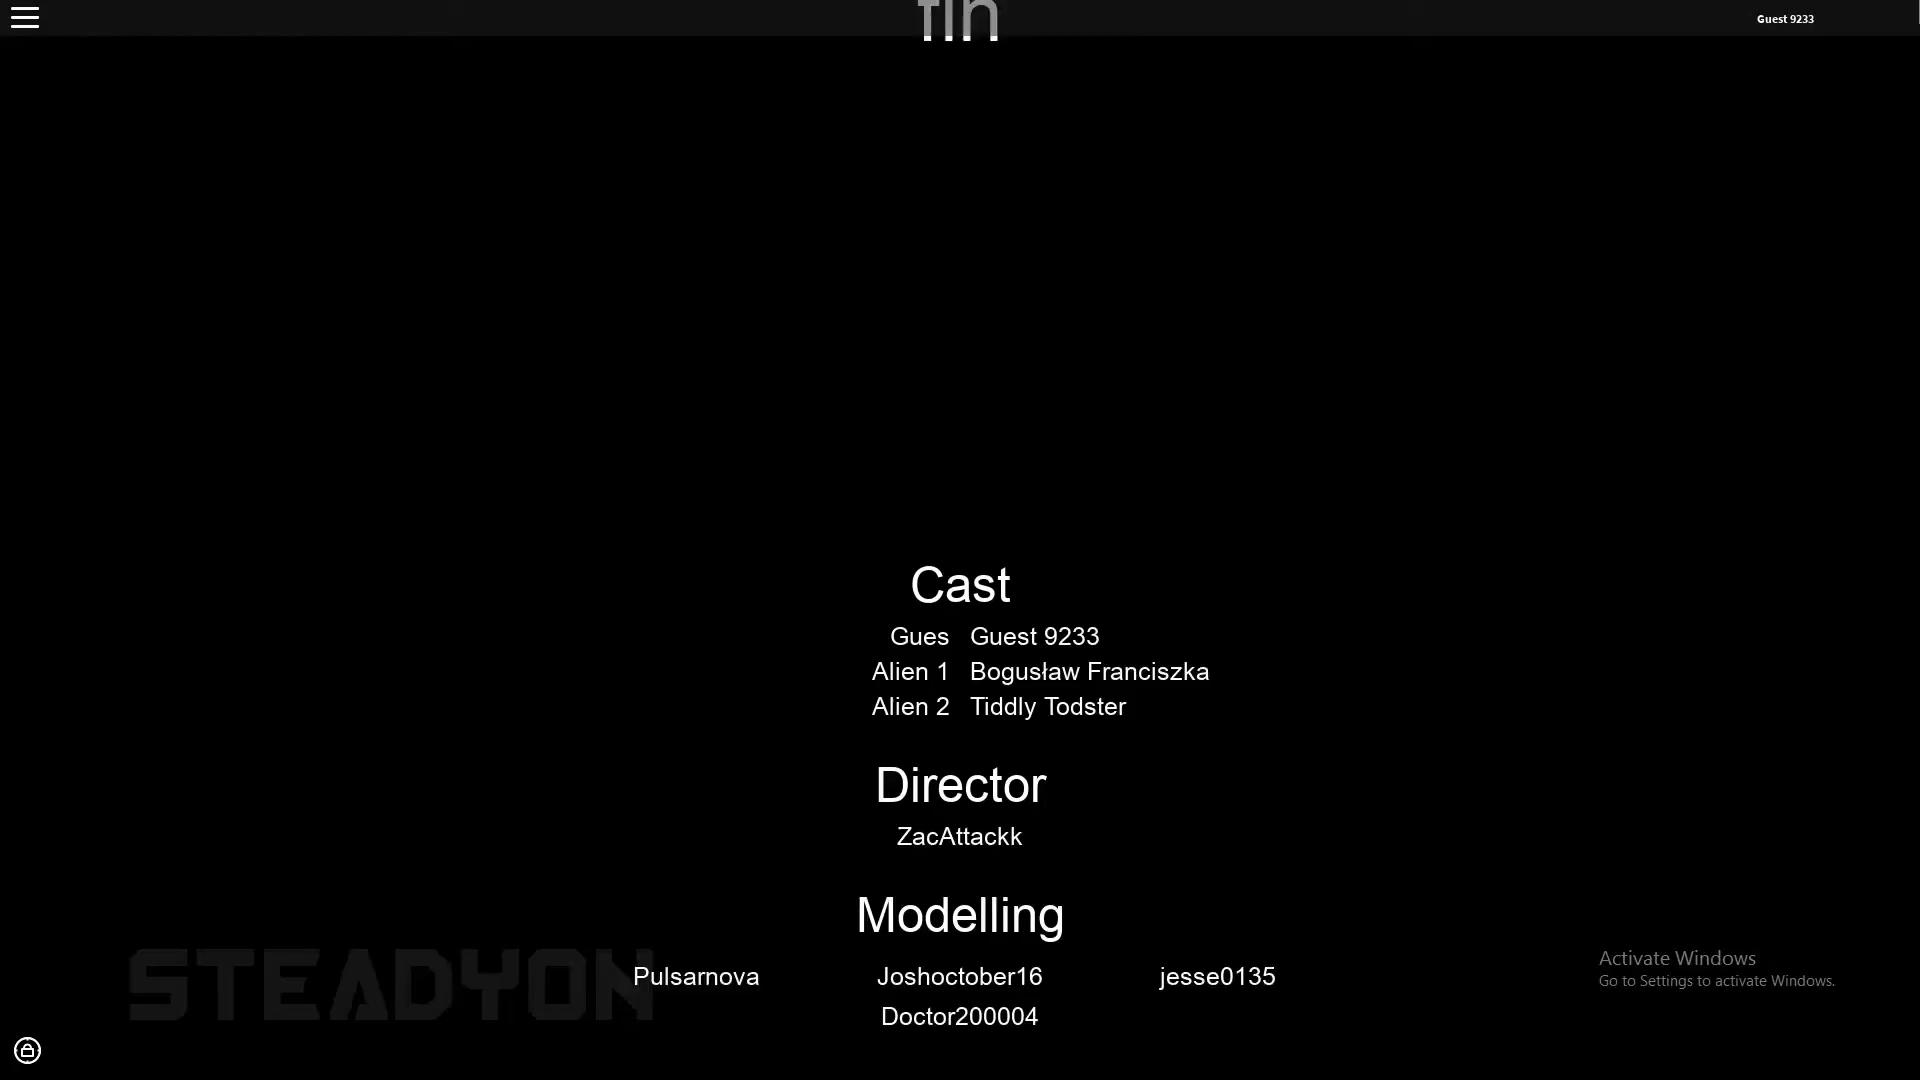 fin
Guest 9233
Cast
Gues Guest 9233
Alien 1 Bogusław Franciszka
Alien 2 Tiddly Todster
Director
ZacAttackk
Modelling
STEADYON
Pulsarnova Joshoctober16 jesse0135
Doctor200004
Activate Windows
Go to Settings to activate Windows.